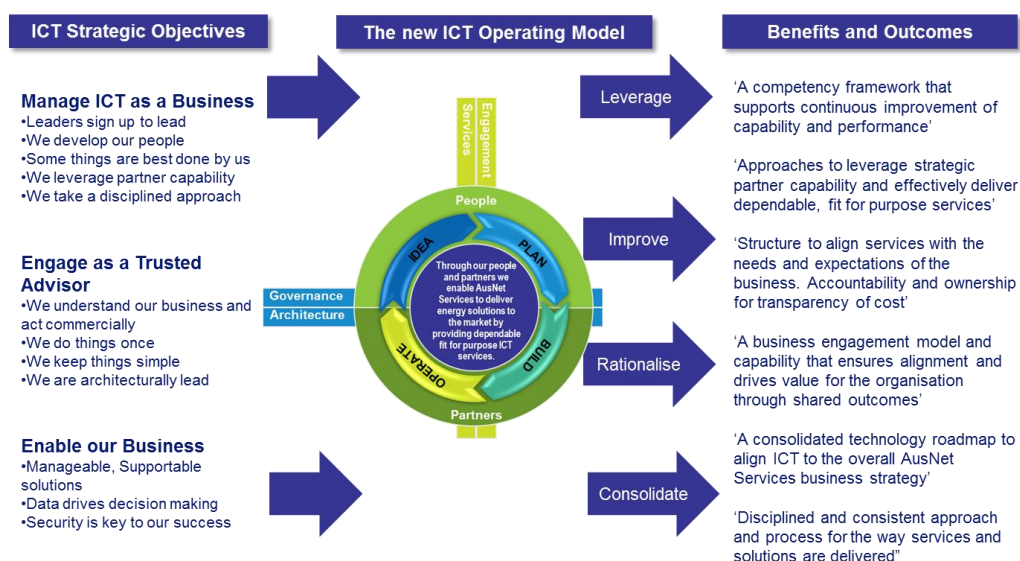 ICT Strategic Objectives
The new ICT Operating Model
Benefits and Outcomes
Manage ICT as a Business
•Leaders sign up to lead
•We develop our people
•Some things are best done by us
•We leverage partner capability
•We take a disciplined approach
Engage as a Trusted
Advisor
•We understand our business and
act commercially
•We do things once
•We keep things simple
•We are architecturally lead
Enable our Business
•Manageable, Supportable
solutions
•Data drives decision making
•Security is key to our success
Services
Engagement
People
IDEA
PLAN
BUILD
OPERATE
Governance
Architecture
Through our people
and partners we
enable AusNet
Services to deliver
energy solutions to
the market by
providing dependable
fit for purpose ICT
services.
Partners
Leverage
Improve
Rationalise
Consolidate
‘A competency framework that
supports continuous improvement of
capability and performance’
‘Approaches to leverage strategic
partner capability and effectively deliver
dependable, fit for purpose services’
‘Structure to align services with the
needs and expectations of the
business. Accountability and ownership
for transparency of cost’
‘A business engagement model and
capability that ensures alignment and
drives value for the organisation
through shared outcomes’
‘A consolidated technology roadmap to
align ICT to the overall AusNet
Services business strategy’
‘Disciplined and consistent approach
and process for the way services and
solutions are delivered”